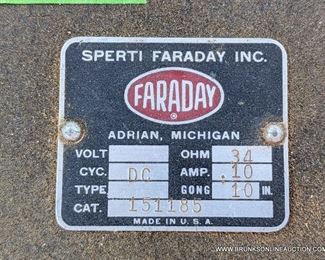 SPERTI FARADAY INC.
FARADAY
®
ADRIAN, MICHIGAN
VOLT OHM 34
CYC. DC AMP. .10
TYPE GONG 10 IN.
CAT. 151185
MADE IN U.S.A.
WWW.BRUNKSONLINEAUCTION.COM